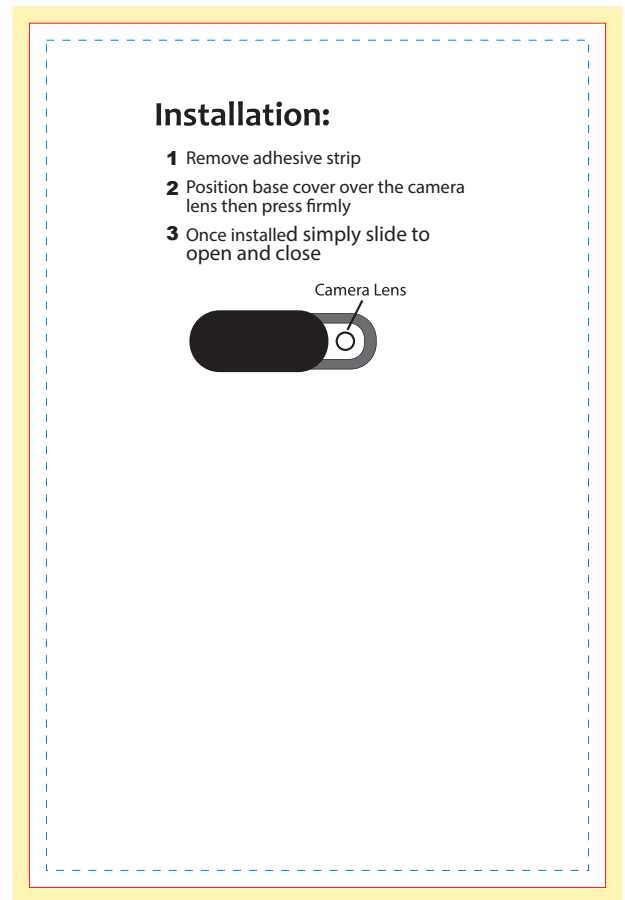 Installation:
1 Remove adhesive strip
2 Position base cover over the camera
lens then press firmly
3 Once installed simply slide to
open and close
Camera Lens